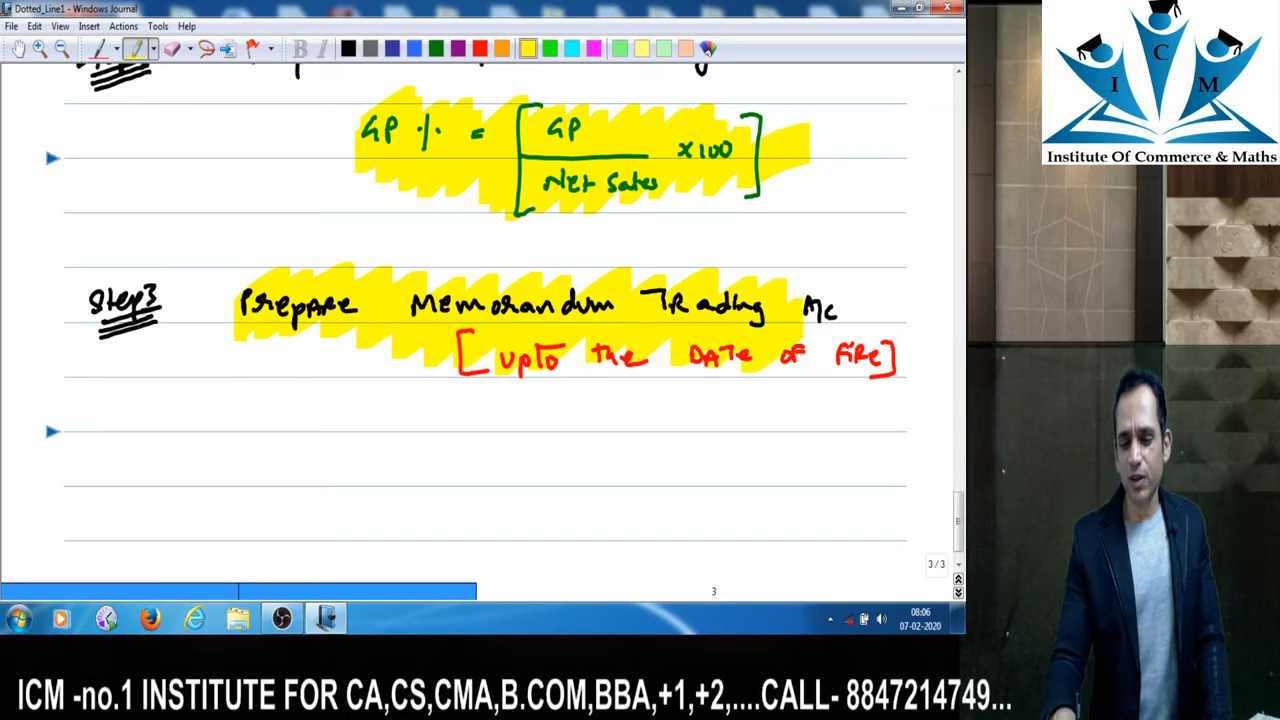 Dotted_Line1 - Windows Journal
File Edit View Insert Actions Tools Help
GP % = [ GP
Net Sales
x100 ]
Step3 Prepare Memorandum Trading A/c
[upto the Date of Fire]
3/3
3
08:06
07-02-2020
I C M
Institute Of Commerce & Maths
ICM -no.1 INSTITUTE FOR CA,CS,CMA,B.COM,BBA,+1,+2,....CALL- 8847214749...